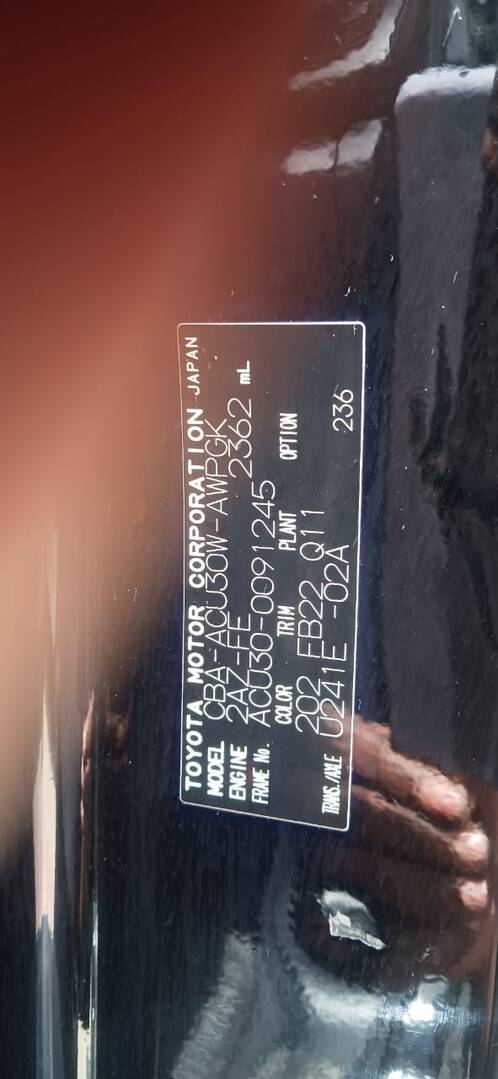 TOYOTA MOTOR CORPORATION JAPAN
MODEL CBA-ACU30W-AWPGK
ENGINE 2AZ-FE 2362 mL
FRAME No. ACU30-0091245
COLOR TRIM PLANT OPTION
202 FB22 Q11
TRANS./AXLE U241E -02A 236